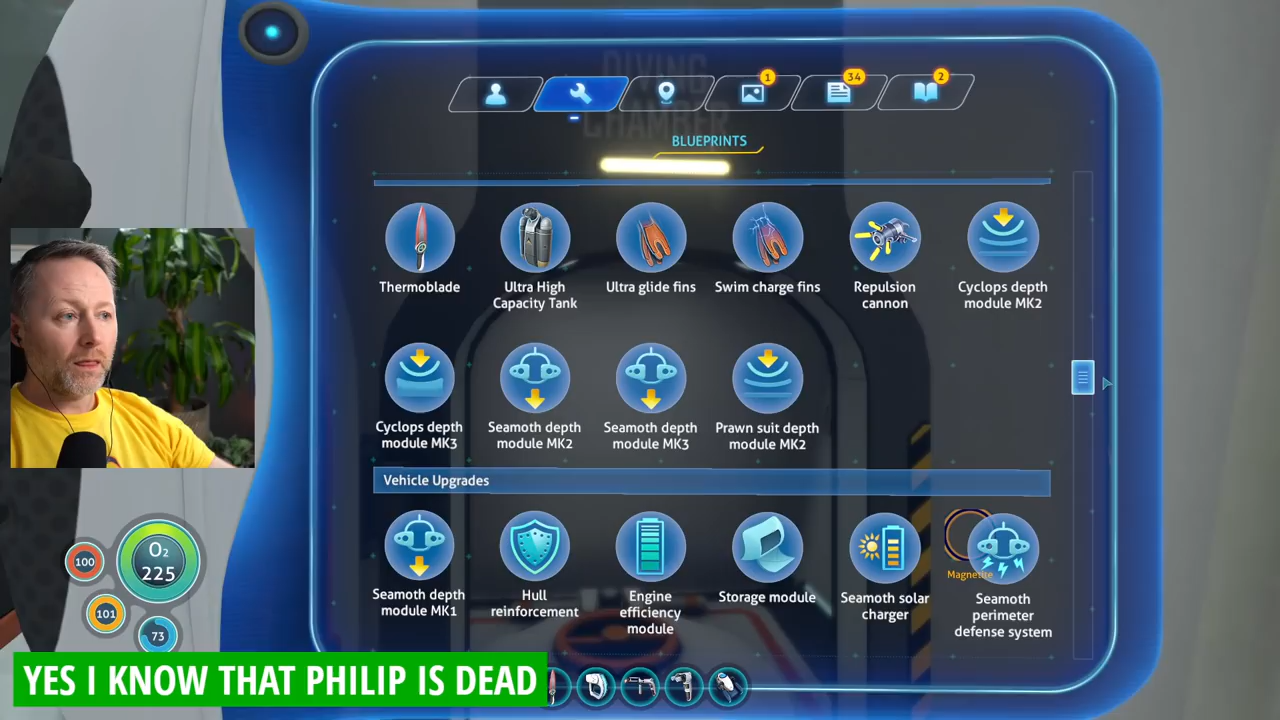 DIVING
CHAMBER
1
34
2
BLUEPRINTS
Thermoblade
Ultra High
Capacity Tank
Ultra glide fins
Swim charge fins
Repulsion
cannon
Cyclops depth
module MK2
Cyclops depth
module MK3
Seamoth depth
module MK2
Seamoth depth
module MK3
Prawn suit depth
module MK2
Vehicle Upgrades
Magnetite
Seamoth depth
module MK1
Hull
reinforcement
Engine
efficiency
module
Storage module
Seamoth solar
charger
Seamoth
perimeter
defense system
100
O2
225
101
73
YES I KNOW THAT PHILIP IS DEAD